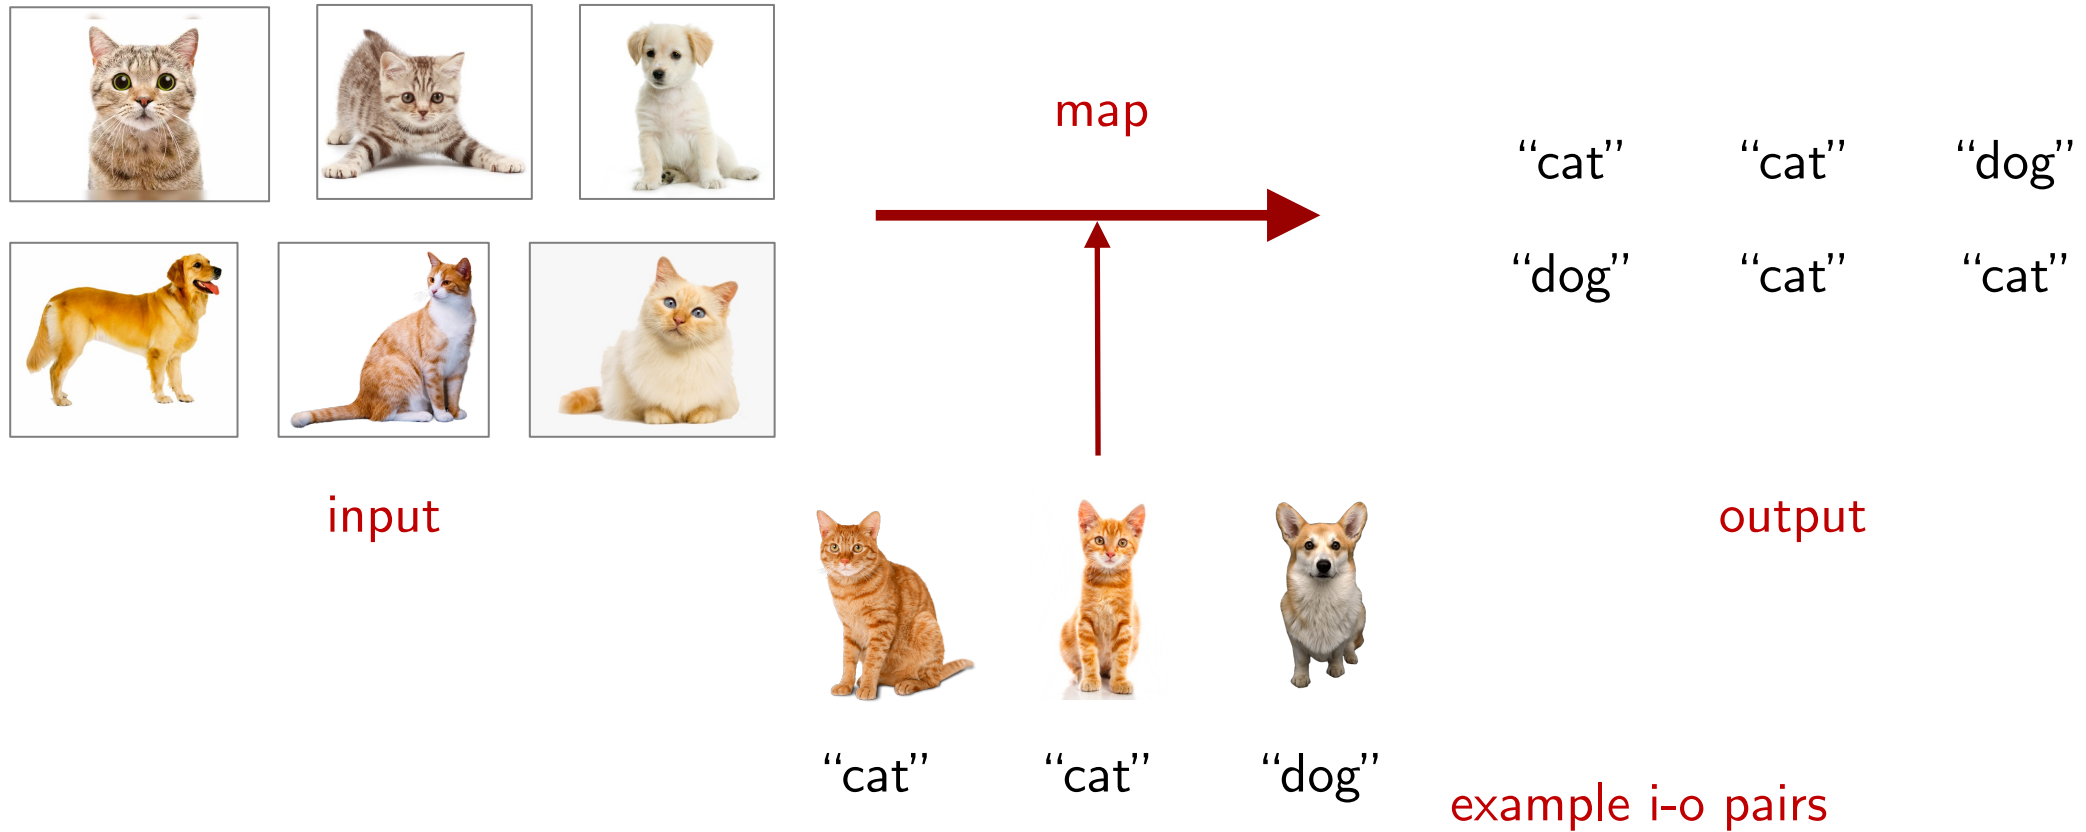 map
“cat” “cat” “dog”
“dog” “cat” “cat”
input
output
“cat” “cat” “dog”
example i-o pairs